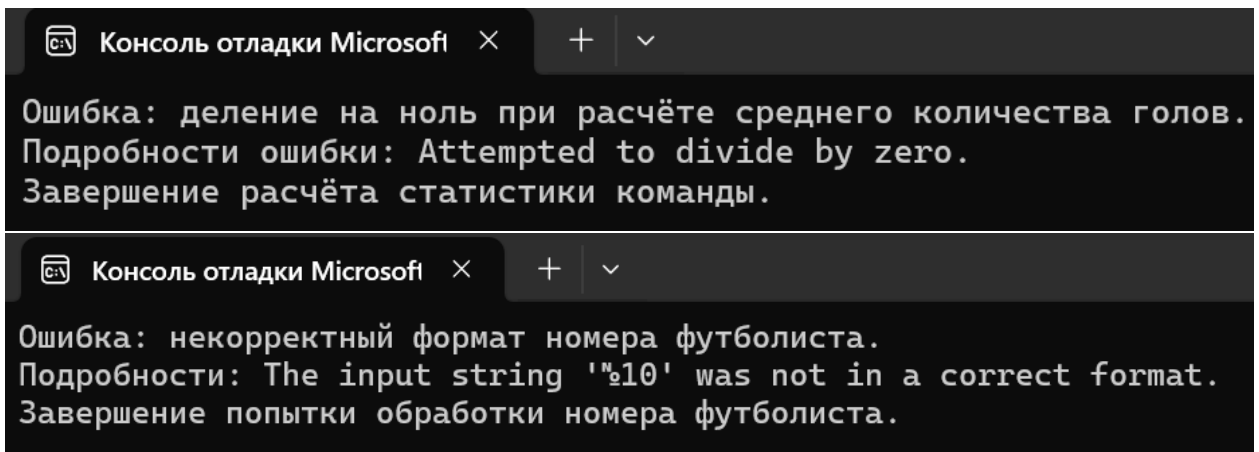 Консоль отладки Microsoft
Ошибка: деление на ноль при расчёте среднего количества голов.
Подробности ошибки: Attempted to divide by zero.
Завершение расчёта статистики команды.
Консоль отладки Microsoft
Ошибка: некорректный формат номера футболиста.
Подробности: The input string '№10' was not in a correct format.
Завершение попытки обработки номера футболиста.